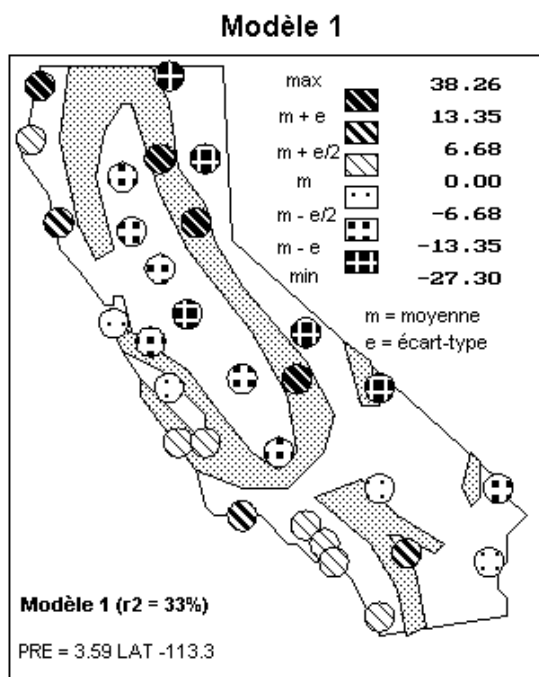 Modèle 1
max 38.26
m + e 13.35
m + e/2 6.68
m 0.00
m - e/2 -6.68
m - e -13.35
min -27.30
m = moyenne
e = écart-type
Modèle 1 (r2 = 33%)
PRE = 3.59 LAT -113.3